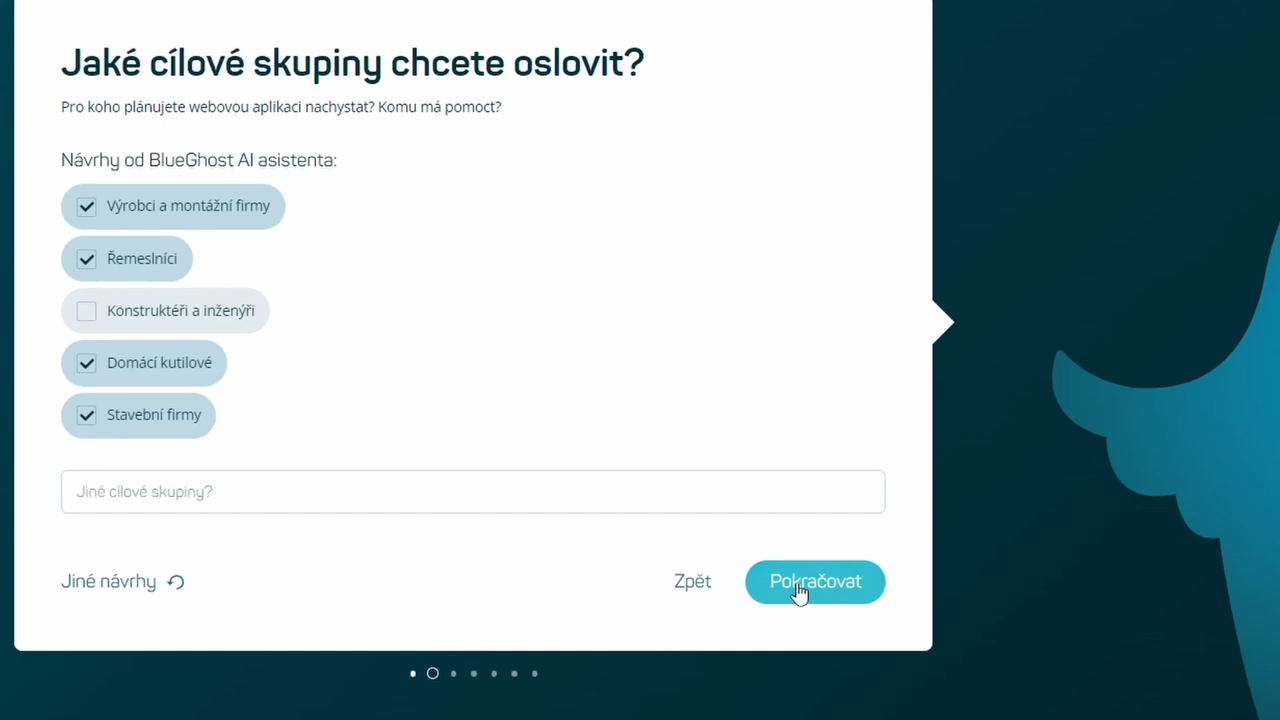 Jaké cílové skupiny chcete oslovit?
Pro koho plánujete webovou aplikaci nachystat? Komu má pomoct?
Návrhy od BlueGhost AI asistenta:
Výrobci a montážní firmy
Řemeslníci
Konstruktéři a inženýři
Domácí kutilové
Stavební firmy
Jiné cílové skupiny?
Jiné návrhy
Zpět
Pokračovat